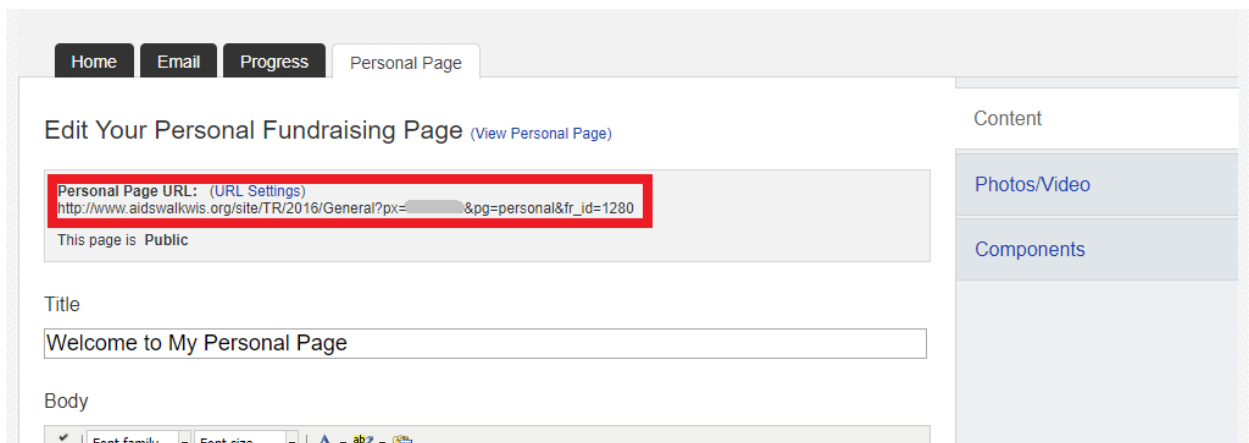 Home Email Progress Personal Page
Edit Your Personal Fundraising Page (View Personal Page)
Personal Page URL: (URL Settings)
http://www.aidswalkwis.org/site/TR/2016/General?px= &pg=personal&fr_id=1280
This page is Public
Title
Welcome to My Personal Page
Body
Font family Font size A ab
Content
Photos/Video
Components